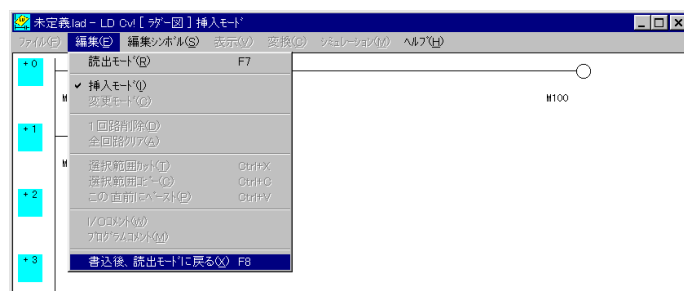 未定義.lad - LD Cv! [ ﾗﾀﾞｰ図 ] 挿入ﾓｰﾄﾞ
ﾌｧｲﾙ(F) 編集(E) 編集ｼﾝﾎﾞﾙ(S) 表示(V) 変換(C) ｼﾐｭﾚｰｼｮﾝ(M) ﾍﾙﾌﾟ(H)
+ 0
読出ﾓｰﾄﾞ(R) F7
✓ 挿入ﾓｰﾄﾞ(I)
変更ﾓｰﾄﾞ(C)
M
M100
1回路削除(D)
全回路ｸﾘｱ(A)
+ 1
M
選択範囲ｶｯﾄ(T) Ctrl+X
選択範囲ｺﾋﾟｰ(C) Ctrl+C
この直前にﾍﾟｰｽﾄ(P) Ctrl+V
+ 2
I/Oｺﾒﾝﾄ(W)
ﾌﾟﾛｸﾞﾗﾑｺﾒﾝﾄ(M)
書込後、読出ﾓｰﾄﾞに戻る(X) F8
+ 3